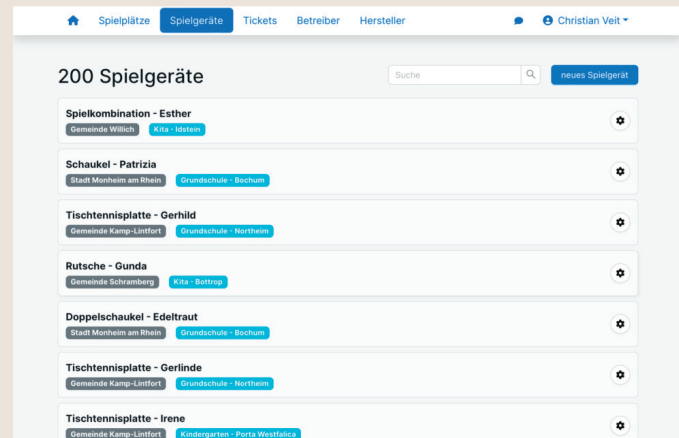 Spielplätze Spielgeräte Tickets Betreiber Hersteller Christian Veit
200 Spielgeräte Suche neues Spielgerät
Spielkombination - Esther
Gemeinde Willich Kita - Idstein
Schaukel - Patrizia
Stadt Monheim am Rhein Grundschule - Bochum
Tischtennisplatte - Gerhild
Gemeinde Kamp-Lintfort Grundschule - Northeim
Rutsche - Gunda
Gemeinde Schramberg Kita - Bottrop
Doppelschaukel - Edeltraut
Stadt Monheim am Rhein Grundschule - Bochum
Tischtennisplatte - Gerlinde
Gemeinde Kamp-Lintfort Grundschule - Northeim
Tischtennisplatte - Irene
Gemeinde Kamp-Lintfort Kindergarten - Porta Westfalica